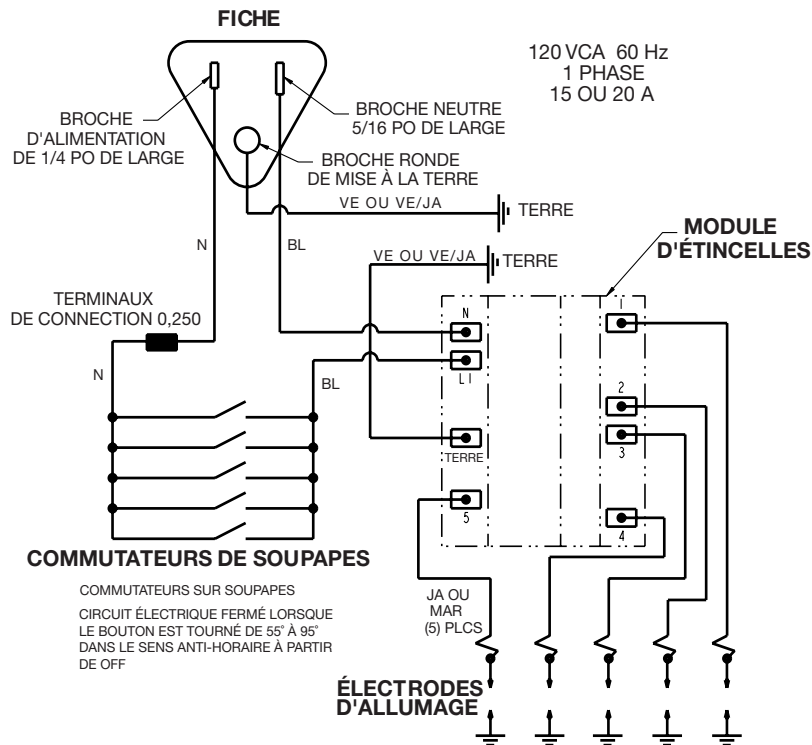 FICHE
120 VCA 60 Hz
1 PHASE
15 OU 20 A
BROCHE
D'ALIMENTATION
DE 1/4 PO DE LARGE
BROCHE NEUTRE
5/16 PO DE LARGE
BROCHE RONDE
DE MISE À LA TERRE
VE OU VE/JA
TERRE
N
BL
VE OU VE/JA
TERRE
MODULE
D'ÉTINCELLES
TERMINAUX
DE CONNECTION 0,250
N
BL
N
L1
TERRE
5
1
2
3
4
COMMUTATEURS DE SOUPAPES
COMMUTATEURS SUR SOUPAPES
CIRCUIT ÉLECTRIQUE FERMÉ LORSQUE
LE BOUTON EST TOURNÉ DE 55° À 95°
DANS LE SENS ANTI-HORAIRE À PARTIR
DE OFF
JA OU
MAR
(5) PLCS
ÉLECTRODES
D'ALLUMAGE